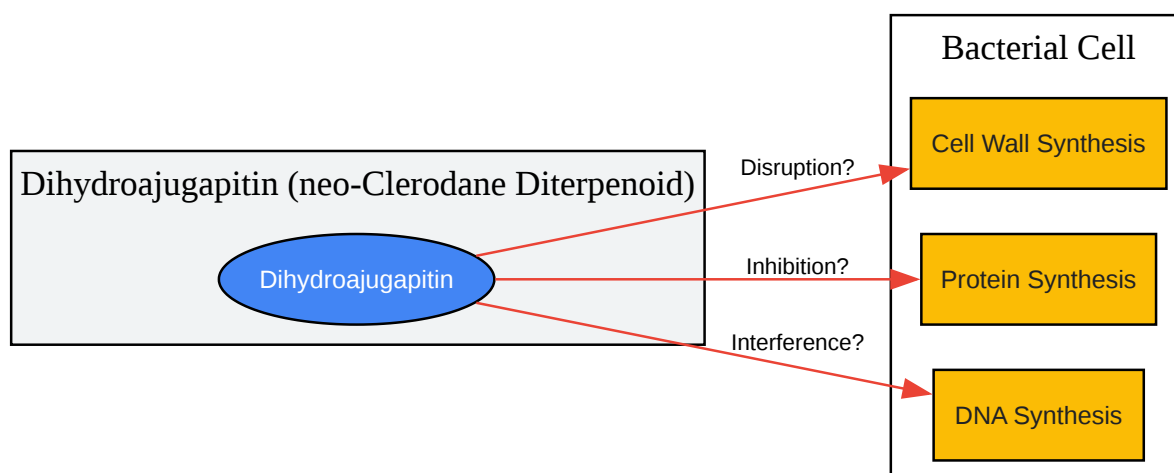 Bacterial Cell
Cell Wall Synthesis
Disruption?
Dihydroajugapitin (neo-Clerodane Diterpenoid)
Dihydroajugapitin
Inhibition?
Protein Synthesis
Interference?
DNA Synthesis